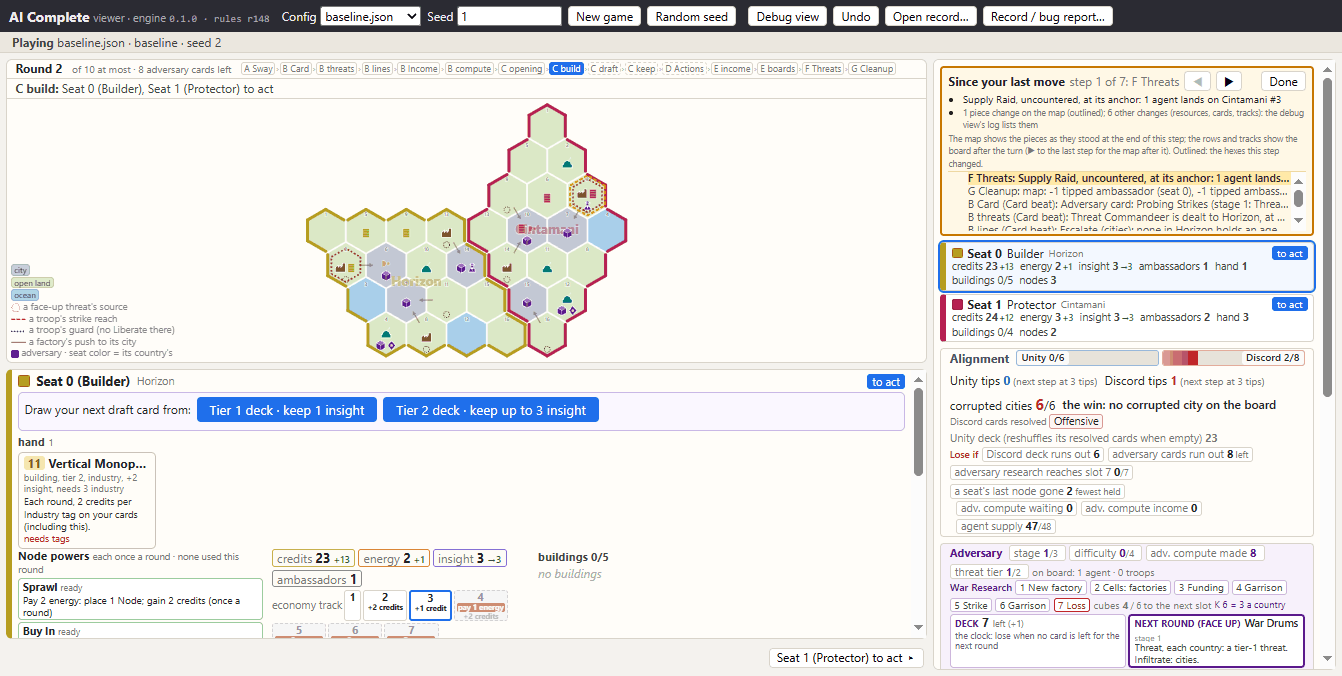 AI Complete viewer · engine 0.1.0 · rules r148 Config baseline.json Seed 1 New game Random seed Debug view Undo Open record... Record / bug report...
Playing baseline.json · baseline · seed 2
Round 2 of 10 at most · 8 adversary cards left A Sway B Card B threats B lines B Income B compute C opening C build C draft C keep D Actions E income E boards F Threats G Cleanup
C build: Seat 0 (Builder), Seat 1 (Protector) to act
Cintamani
Horizon
city
open land
ocean
a face-up threat's source
a troop's strike reach
a troop's guard (no Liberate there)
a factory's push to its city
adversary · seat color = its country's
Seat 0 (Builder) Horizon to act
Draw your next draft card from: Tier 1 deck · keep 1 insight Tier 2 deck · keep up to 3 insight
hand 1
11 Vertical Monop...
building, tier 2, industry, +2
insight, needs 3 industry
Each round, 2 credits per
Industry tag on your cards
(including this).
needs tags
Node powers each once a round · none used this
round
Sprawl ready
Pay 2 energy: place 1 Node; gain 2 credits (once a
round)
Buy In ready
credits 23 +13 energy 2 +1 insight 3 →3
ambassadors 1
economy track 1 2 +2 credits 3 +1 credit 4 pay 1 energy +2 credits
5 6 7
buildings 0/5
no buildings
Seat 1 (Protector) to act ▸
Since your last move step 1 of 7: F Threats ◀ ▶ Done
• Supply Raid, uncountered, at its anchor: 1 agent lands on Cintamani #3
• 1 piece change on the map (outlined); 6 other changes (resources, cards, tracks): the debug
view's log lists them
The map shows the pieces as they stood at the end of this step; the rows and tracks show the
board after the turn (▶ to the last step for the map after it). Outlined: the hexes this step
changed.
F Threats: Supply Raid, uncountered, at its anchor: 1 agent lands...
G Cleanup: map: -1 tipped ambassador (seat 0), -1 tipped ambass...
B Card (Card beat): Adversary card: Probing Strikes (stage 1: Threa...
B threats (Card beat): Threat Commandeer is dealt to Horizon, at ...
B lines (Card beat): Escalate (cities): none in Horizon holds an age...
Seat 0 Builder Horizon to act
credits 23 +13 energy 2 +1 insight 3 →3 ambassadors 1 hand 1
buildings 0/5 nodes 3
Seat 1 Protector Cintamani to act
credits 24 +12 energy 3 +3 insight 3 →3 ambassadors 2 hand 3
buildings 0/4 nodes 2
Alignment Unity 0/6 Discord 2/8
Unity tips 0 (next step at 3 tips) Discord tips 1 (next step at 3 tips)
corrupted cities 6/6 the win: no corrupted city on the board
Discord cards resolved Offensive
Unity deck (reshuffles its resolved cards when empty) 23
Lose if Discord deck runs out 6 adversary cards run out 8 left
adversary research reaches slot 7 0/7
a seat's last node gone 2 fewest held
adv. compute waiting 0 adv. compute income 0
agent supply 47/48
Adversary stage 1/3 difficulty 0/4 adv. compute made 8
threat tier 1/2 on board: 1 agent · 0 troops
War Research 1 New factory 2 Cells: factories 3 Funding 4 Garrison
5 Strike 6 Garrison 7 Loss cubes 4 / 6 to the next slot K 6 = 3 a country
DECK 7 left (+1)
the clock: lose when no card is left for the
next round
NEXT ROUND (FACE UP) War Drums
stage 1
Threat, each country: a tier-1 threat.
Infiltrate: cities.